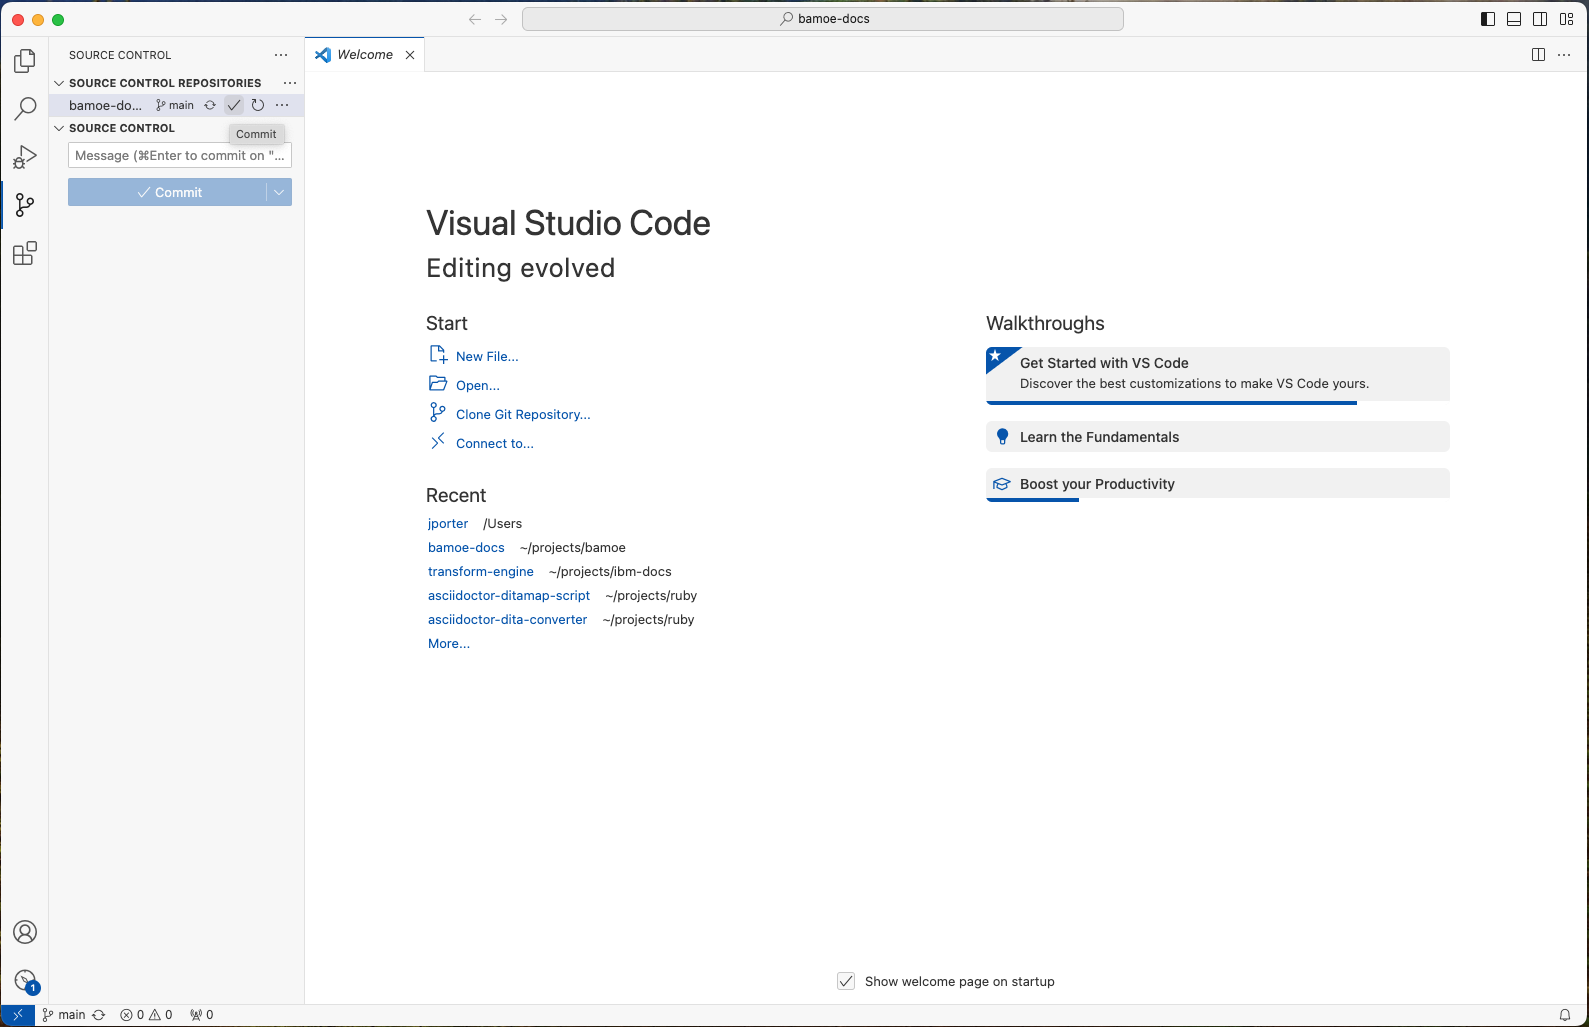 bamoe-docs
SOURCE CONTROL
Welcome
SOURCE CONTROL REPOSITORIES
bamoe-do... main
SOURCE CONTROL
Commit
Message (⌘Enter to commit on "...
Commit
Visual Studio Code
Editing evolved
Start
New File...
Open...
Clone Git Repository...
Connect to...
Recent
jporter /Users
bamoe-docs ~/projects/bamoe
transform-engine ~/projects/ibm-docs
asciidoctor-ditamap-script ~/projects/ruby
asciidoctor-dita-converter ~/projects/ruby
More...
Walkthroughs
Get Started with VS Code
Discover the best customizations to make VS Code yours.
Learn the Fundamentals
Boost your Productivity
Show welcome page on startup
1
main 0 0 0